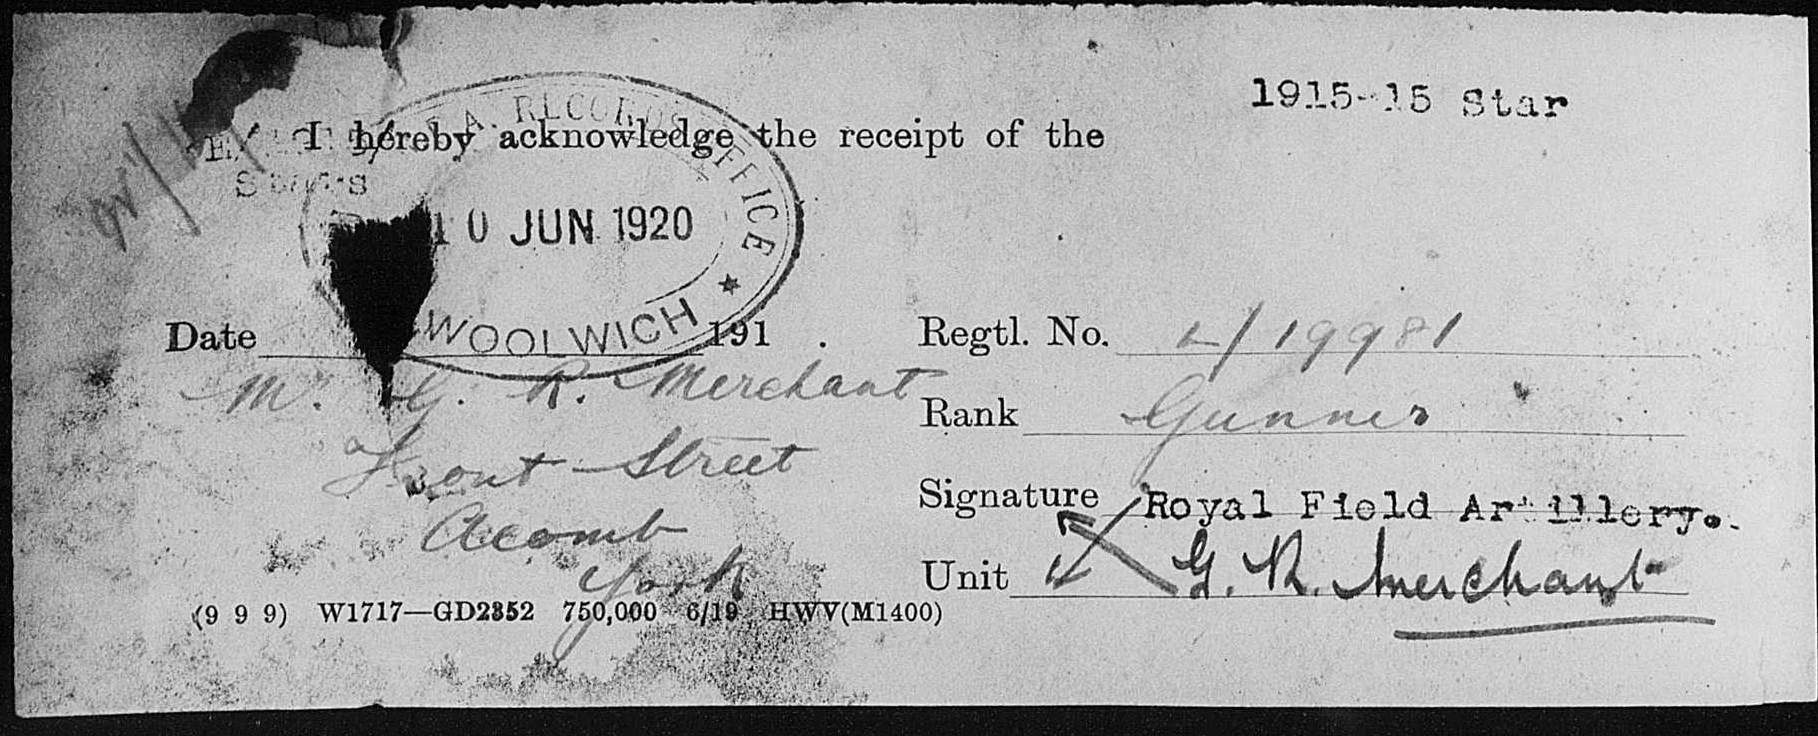 1915-15 Star
R.A. RECORDS OFFICE
I hereby acknowledge the receipt of the
10 JUN 1920
WOOLWICH
Date 191 .
Mr. G. R. Merchant
Front Street
Acomb
York
Regtl. No. L/19981
Rank Gunner
Signature Royal Field Artillery.
Unit G. R. Merchant
(9 9 9) W1717—GD2352 750,000 6/19 HWV(M1400)